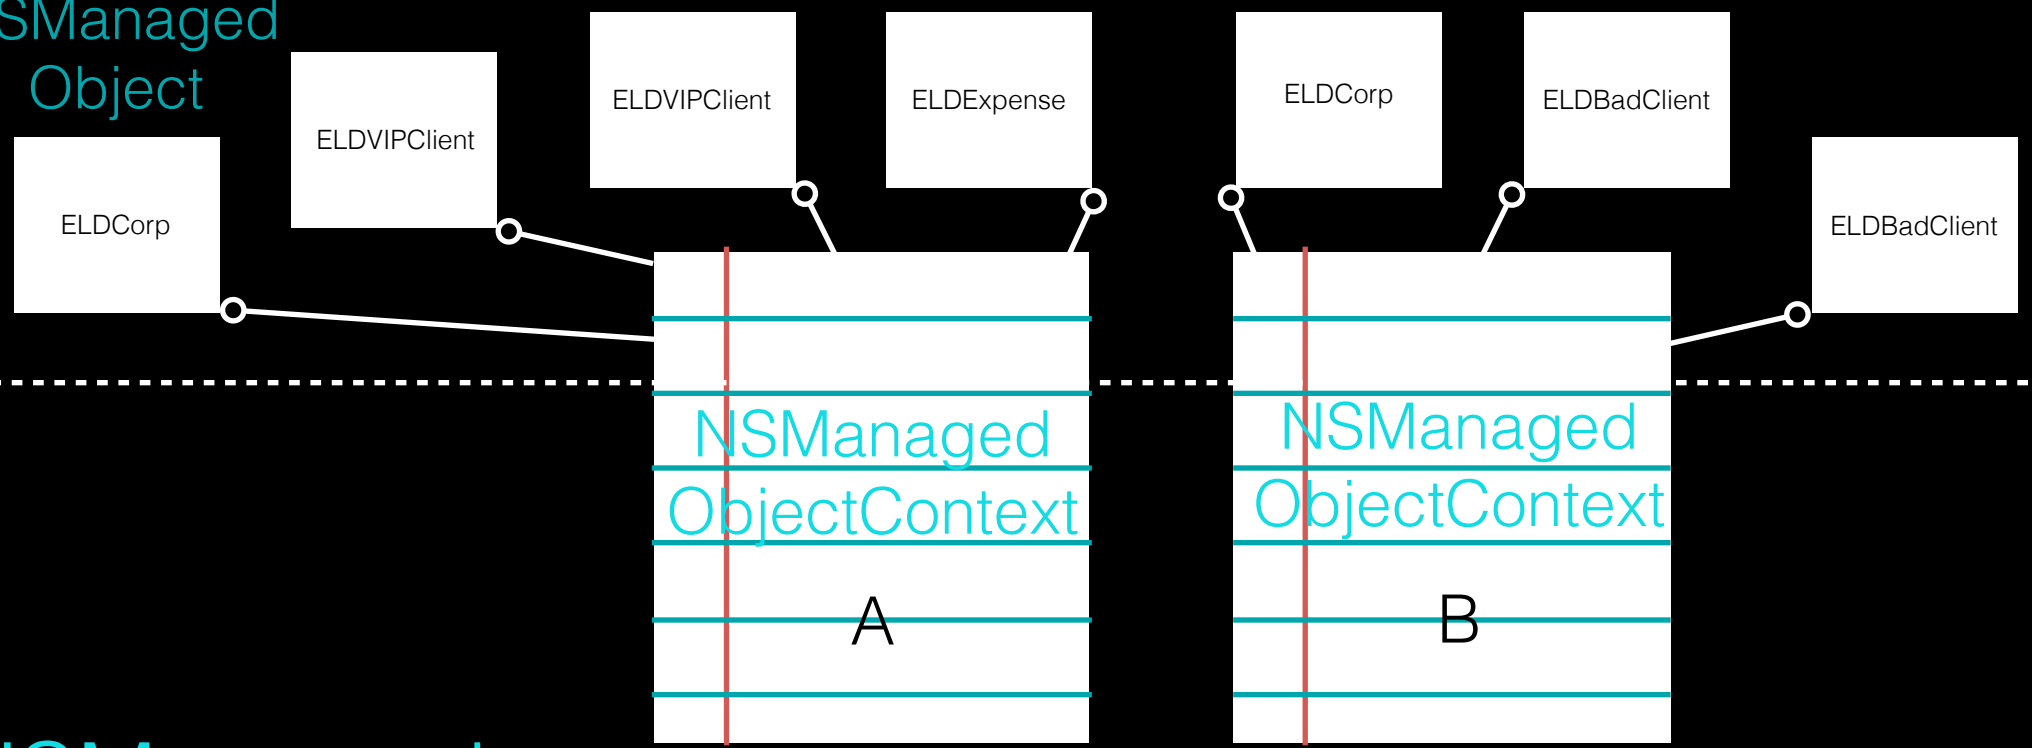 SManaged
Object
ELDCorp
ELDVIPClient
ELDVIPClient
ELDExpense
ELDCorp
ELDBadClient
ELDBadClient
NSManaged
ObjectContext
A
NSManaged
ObjectContext
B